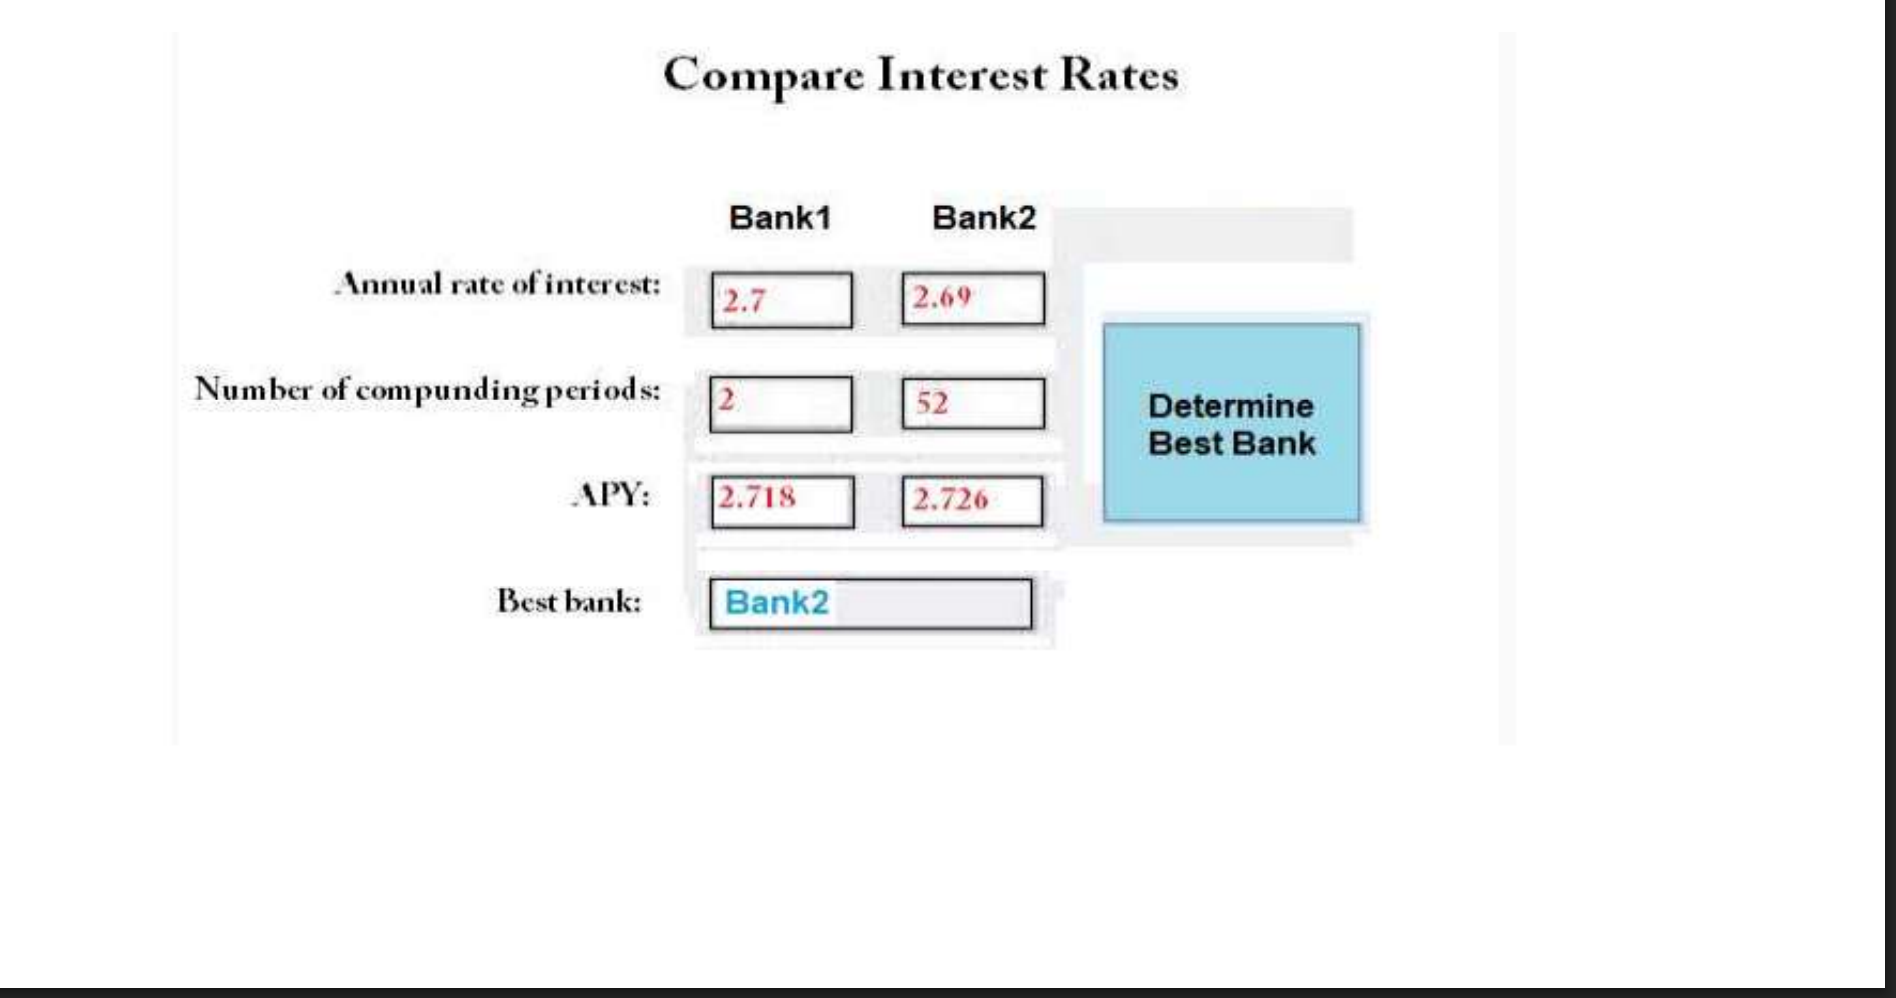 Compare Interest Rates
Bank1 Bank2
Annual rate of interest: 2.7 2.69
Number of compunding periods: 2 52
Determine
Best Bank
APY: 2.718 2.726
Best bank: Bank2